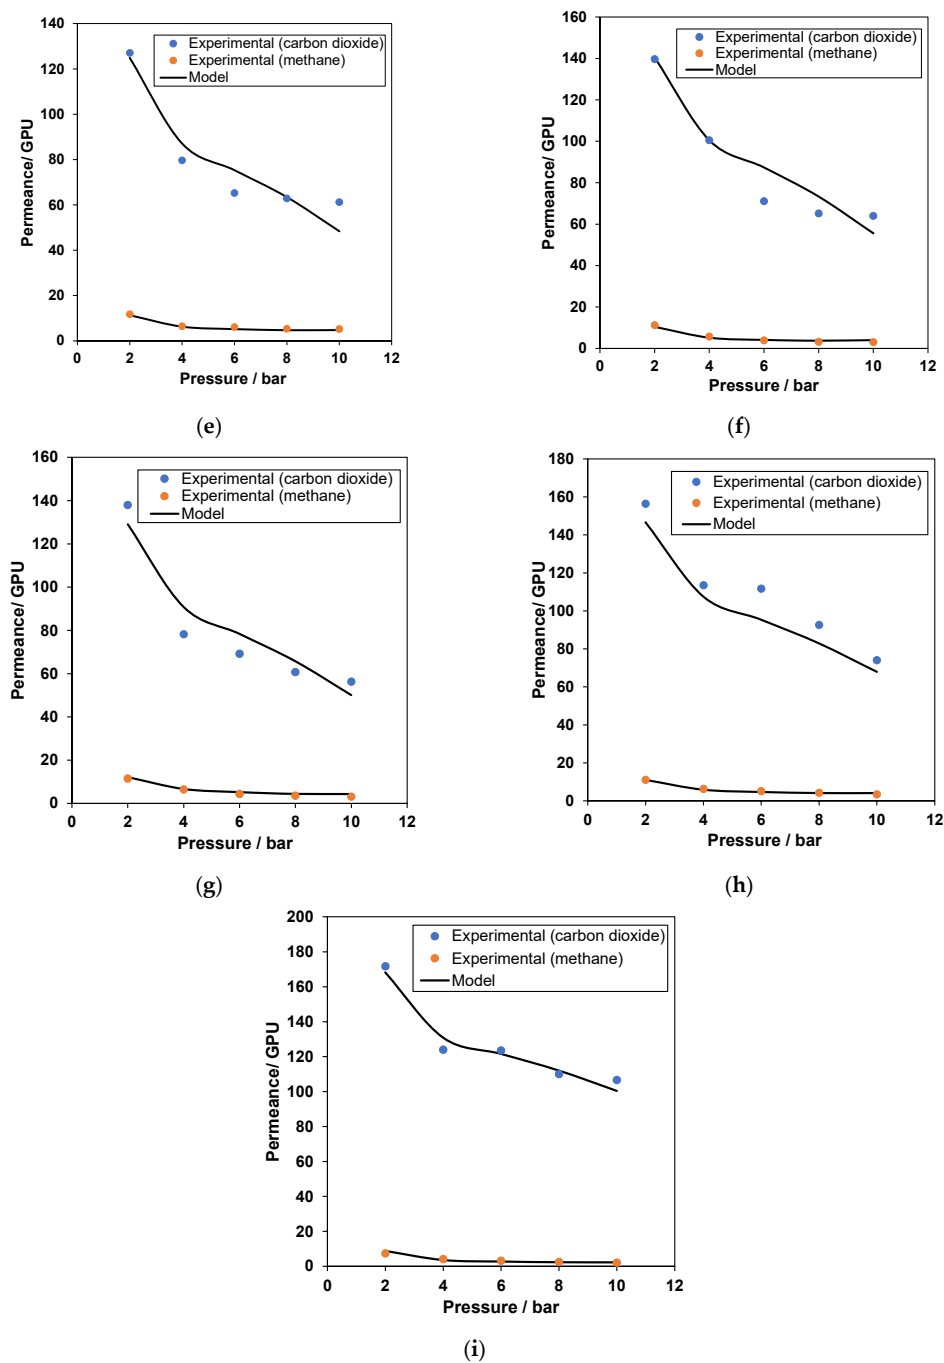 140
120
100
80
60
40
20
0
Permeance/ GPU
Experimental (carbon dioxide)
Experimental (methane)
Model
0 2 4 6 8 10 12
Pressure / bar
(e)
160
140
120
100
80
60
40
20
0
Permeance/ GPU
Experimental (carbon dioxide)
Experimental (methane)
Model
0 2 4 6 8 10 12
Pressure / bar
(f)
160
140
120
100
80
60
40
20
0
Permeance/ GPU
Experimental (carbon dioxide)
Experimental (methane)
Model
0 2 4 6 8 10 12
Pressure / bar
(g)
180
160
140
120
100
80
60
40
20
0
Permeance/ GPU
Experimental (carbon dioxide)
Experimental (methane)
Model
0 2 4 6 8 10 12
Pressure / bar
(h)
200
180
160
140
120
100
80
60
40
20
0
Permeance/ GPU
Experimental (carbon dioxide)
Experimental (methane)
Model
0 2 4 6 8 10 12
Pressure / bar
(i)